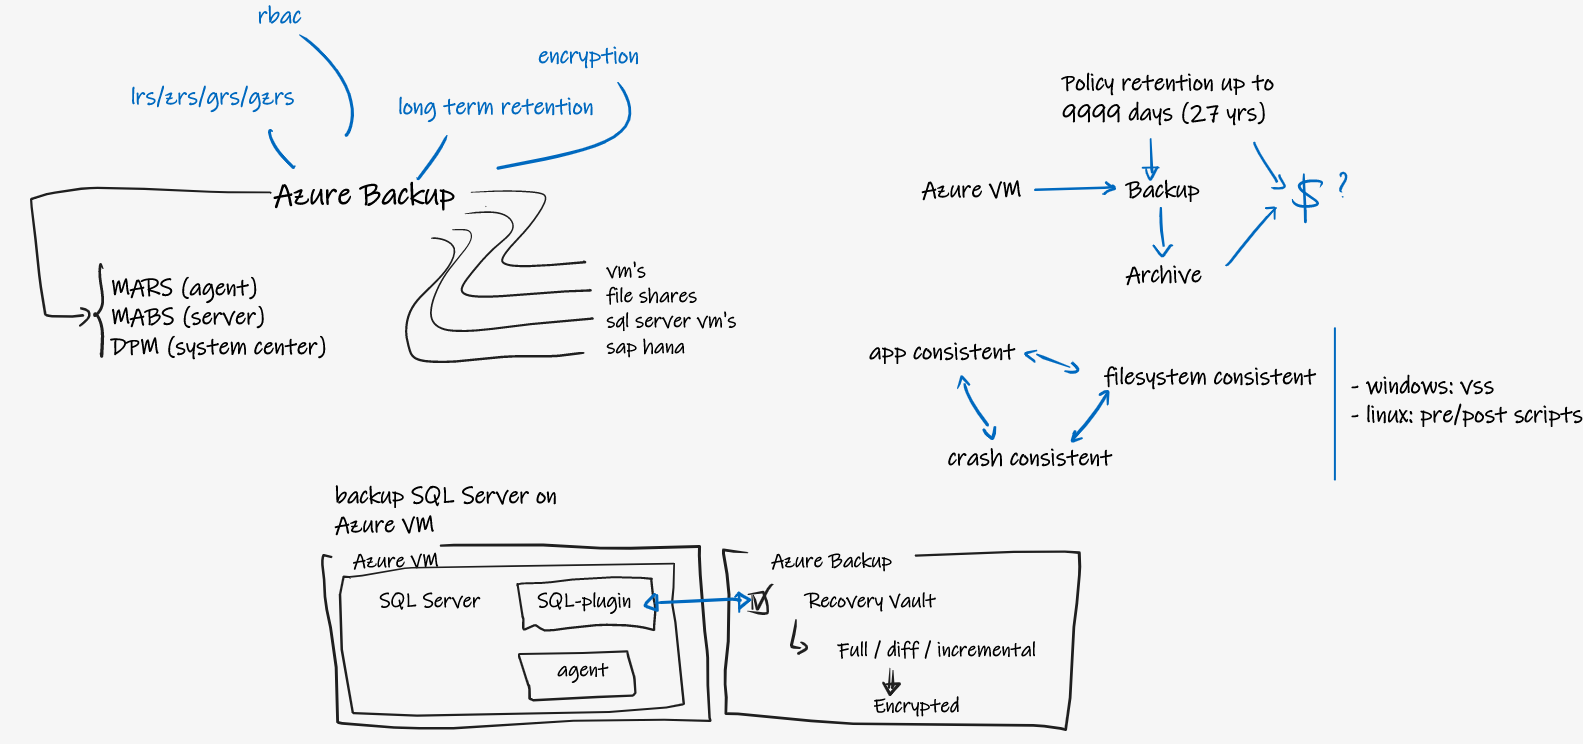 rbac
encryption
lrs/zrs/grs/gzrs
long term retention
Azure Backup
MARS (agent)
MABS (server)
DPM (system center)
vm's
file shares
sql server vm's
sap hana
Policy retention up to
9999 days (27 yrs)
Azure VM
Backup
$ ?
Archive
app consistent
filesystem consistent
crash consistent
- windows: vss
- linux: pre/post scripts
backup SQL Server on
Azure VM
Azure VM
SQL Server
SQL-plugin
agent
Azure Backup
Recovery Vault
Full / diff / incremental
Encrypted